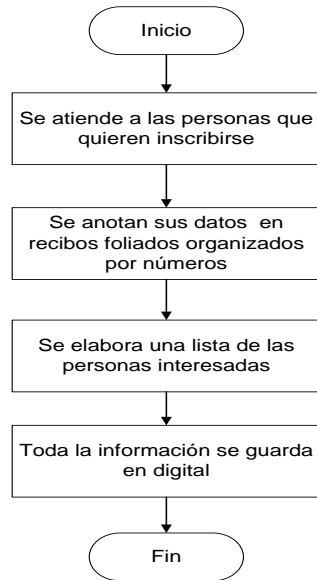 Inicio
Se atiende a las personas que
quieren inscribirse
Se anotan sus datos en
recibos foliados organizados
por números
Se elabora una lista de las
personas interesadas
Toda la información se guarda
en digital
Fin